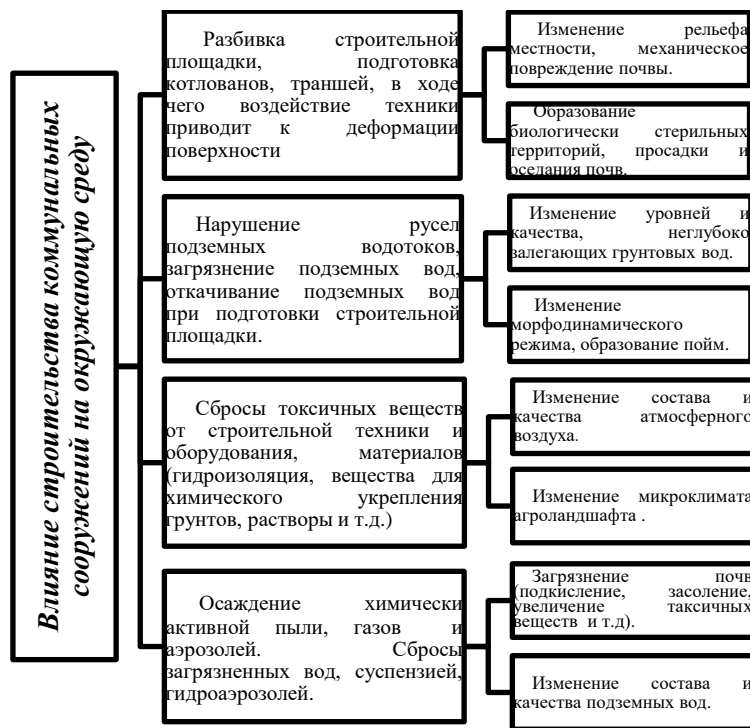 Влияние строительства коммунальных
сооружений на окружающую среду
Разбивка строительной
площадки, подготовка
котлованов, траншей, в ходе
чего воздействие техники
приводит к деформации
поверхности
Изменение рельефа
местности, механическое
повреждение почвы.
Образование
биологически стерильных
территорий, просадки и
оседания почв.
Нарушение русел
подземных водотоков,
загрязнение подземных вод,
откачивание подземных вод
при подготовки строительной
площадки.
Изменение уровней и
качества, неглубоко
залегающих грунтовых вод.
Изменение
морфодинамического
режима, образование пойм.
Сбросы токсичных веществ
от строительной техники и
оборудования, материалов
(гидроизоляция, вещества для
химического укрепления
грунтов, растворы и т.д.)
Изменение состава и
качества атмосферного
воздуха.
Изменение микроклимата
агроландшафта .
Осаждение химически
активной пыли, газов и
аэрозолей. Сбросы
загрязненных вод, суспензией,
гидроаэрозолей.
Загрязнение почв
(подкисление, засоление,
увеличение таксичных
веществ и т.д).
Изменение состава и
качества подземных вод.